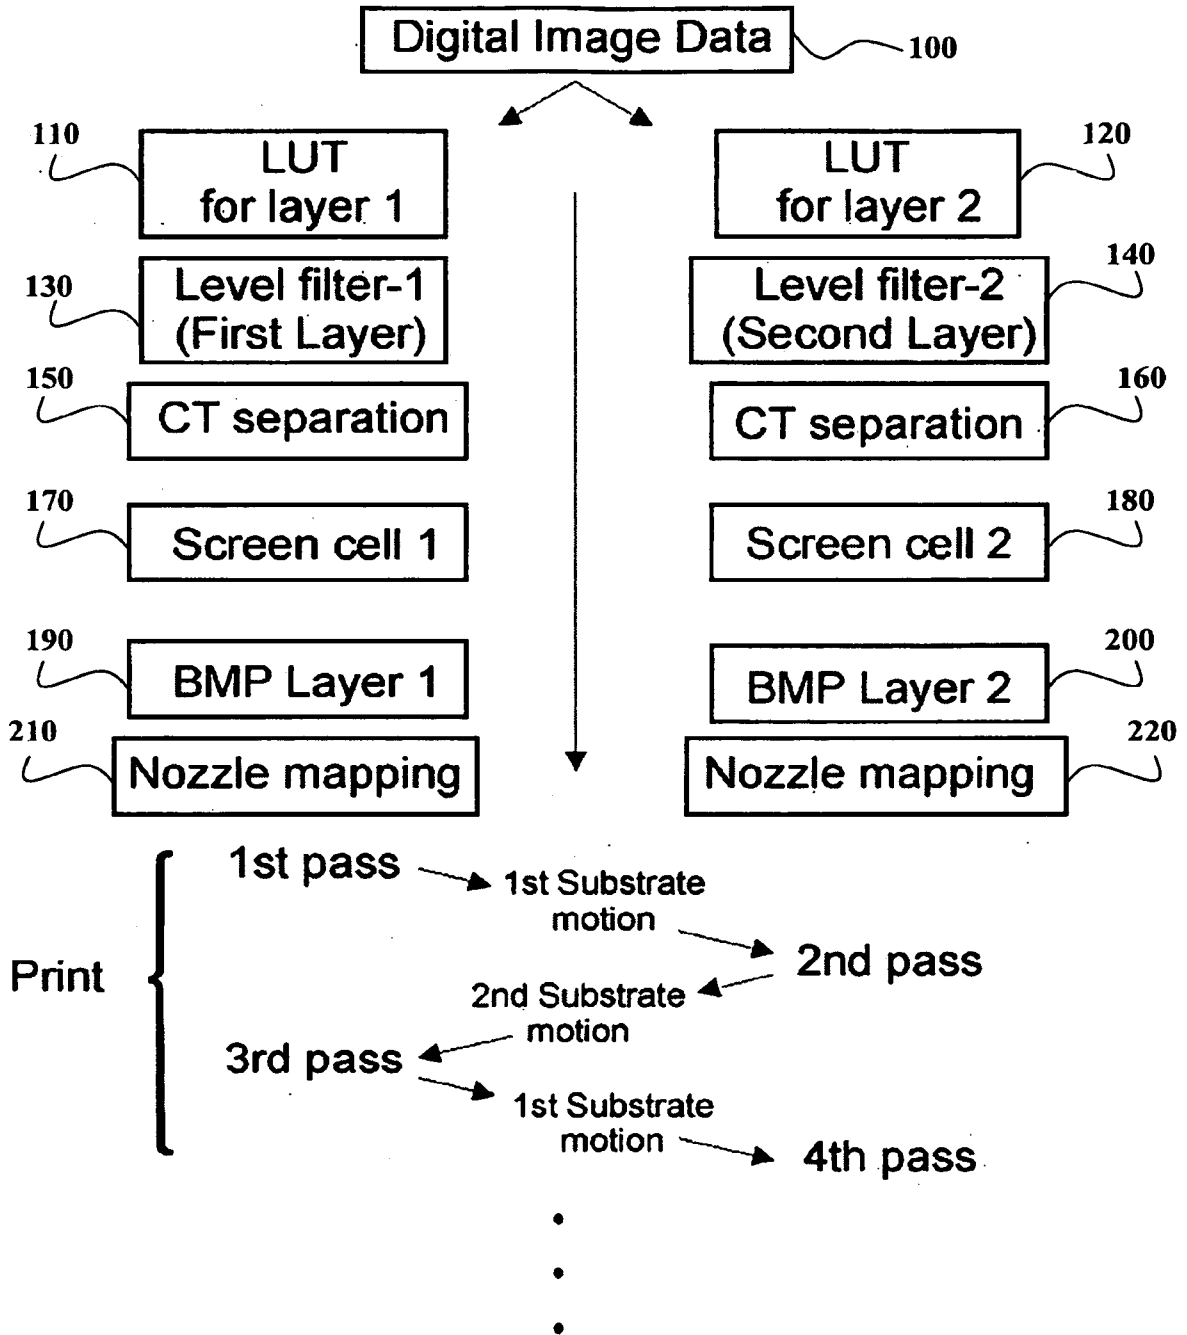 Digital Image Data
100
110
LUT
for layer 1
LUT
for layer 2
120
130
Level filter-1
(First Layer)
Level filter-2
(Second Layer)
140
150
CT separation
CT separation
160
170
Screen cell 1
Screen cell 2
180
190
BMP Layer 1
BMP Layer 2
200
210
Nozzle mapping
Nozzle mapping
220
Print
1st pass
1st Substrate
motion
2nd pass
2nd Substrate
motion
3rd pass
1st Substrate
motion
4th pass